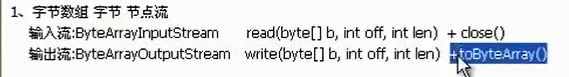 1、字节数组 字节 节点流
输入流:ByteArrayInputStream read(byte[] b, int off, int len) + close()
输出流:ByteArrayOutputStream write(byte[] b, int off, int len) +toByteArray()